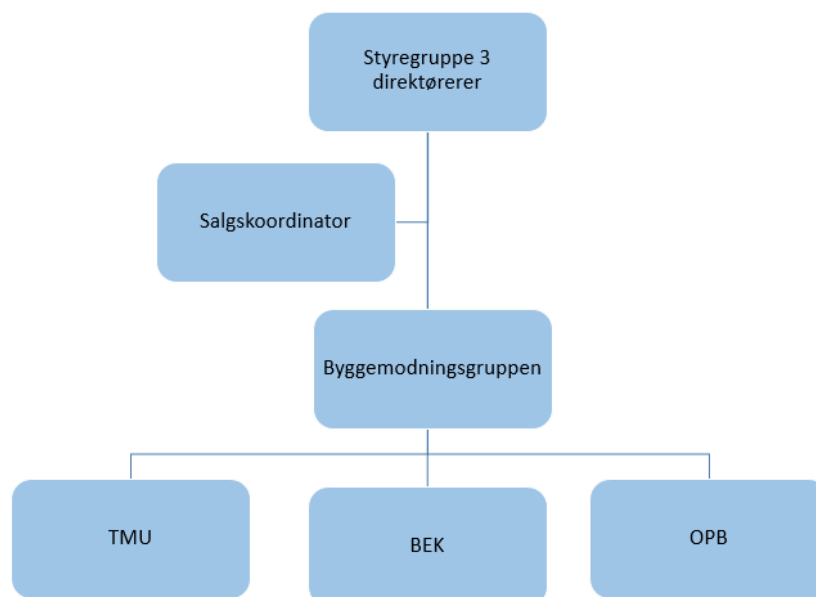 Styregruppe 3
direktørerer
Salgskoordinator
Byggemodningsgruppen
TMU
BEK
OPB